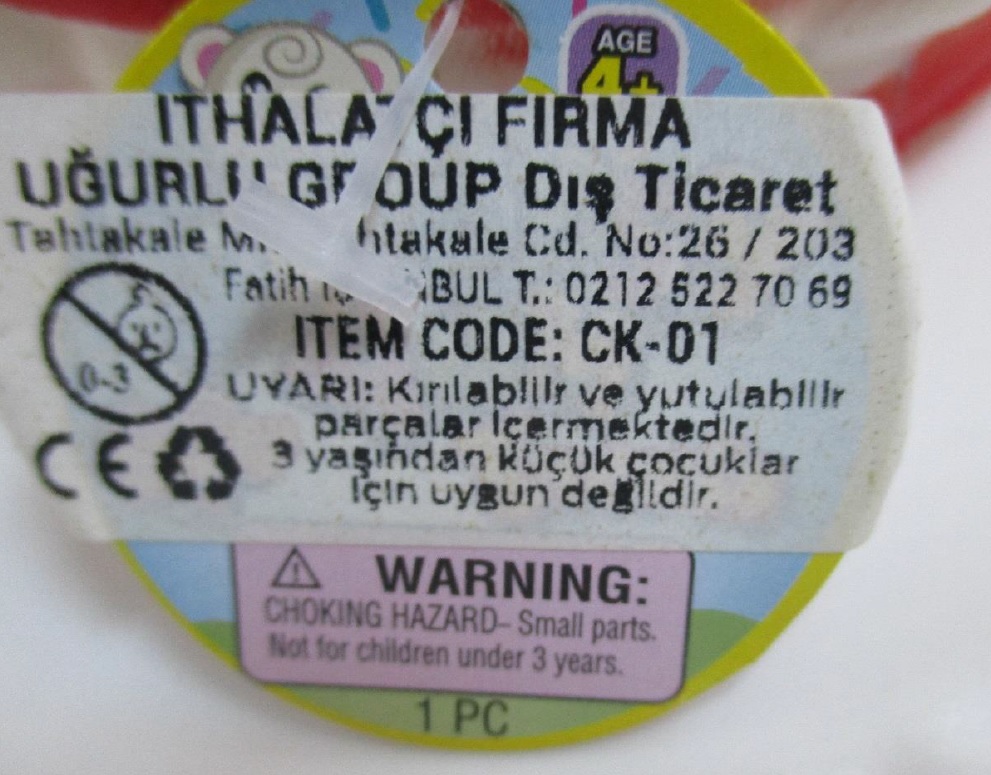 AGE
4+
ITHALATÇI FIRMA
UĞURLU GROUP Dış Ticaret
Tahtakale Cd. No:26 / 203
Fatih T.: 0212 522 70 69
ITEM CODE: CK-01
0-3
UYARI: Kırılabilir ve yutulabilir
parçalar içermektedir.
CE 3 yaşından küçük çocuklar
için uygun değildir.
WARNING:
CHOKING HAZARD– Small parts.
Not for children under 3 years.
1 PC